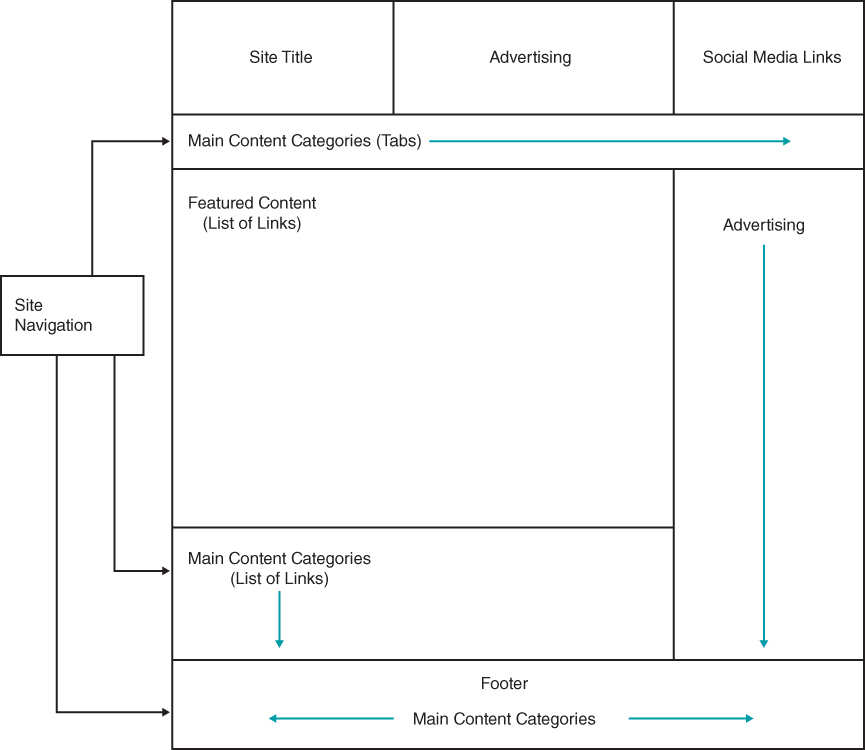 Site Title
Advertising
Social Media Links
Main Content Categories (Tabs)
Featured Content
(List of Links)
Advertising
Site
Navigation
Main Content Categories
(List of Links)
Footer
Main Content Categories